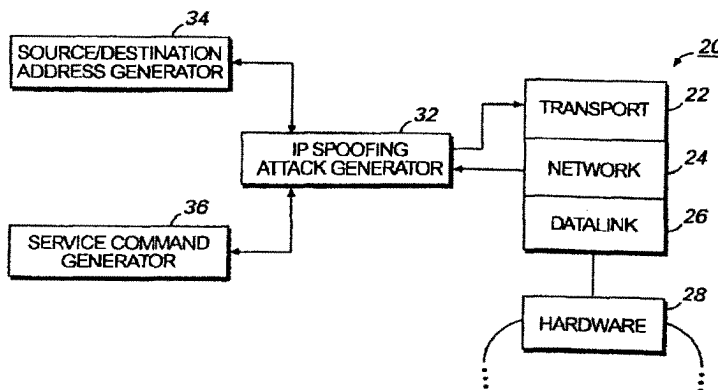 34
SOURCE/DESTINATION
ADDRESS GENERATOR
32
IP SPOOFING
ATTACK GENERATOR
36
SERVICE COMMAND
GENERATOR
20
TRANSPORT
22
NETWORK
24
DATALINK
26
HARDWARE
28